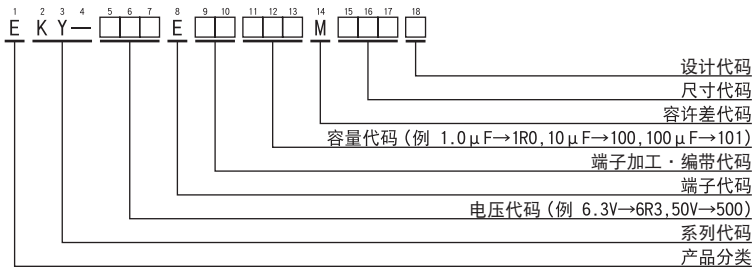 1 2 3 4 5 6 7 8 9 10 11 12 13 14 15 16 17 18
E K Y — □ □ □ E □ □ □ □ □ M □ □ □ □
设计代码
尺寸代码
容许差代码
容量代码 (例 1.0μF→1R0,10μF→100,100μF→101)
端子加工・编带代码
端子代码
电压代码 (例 6.3V→6R3,50V→500)
系列代码
产品分类